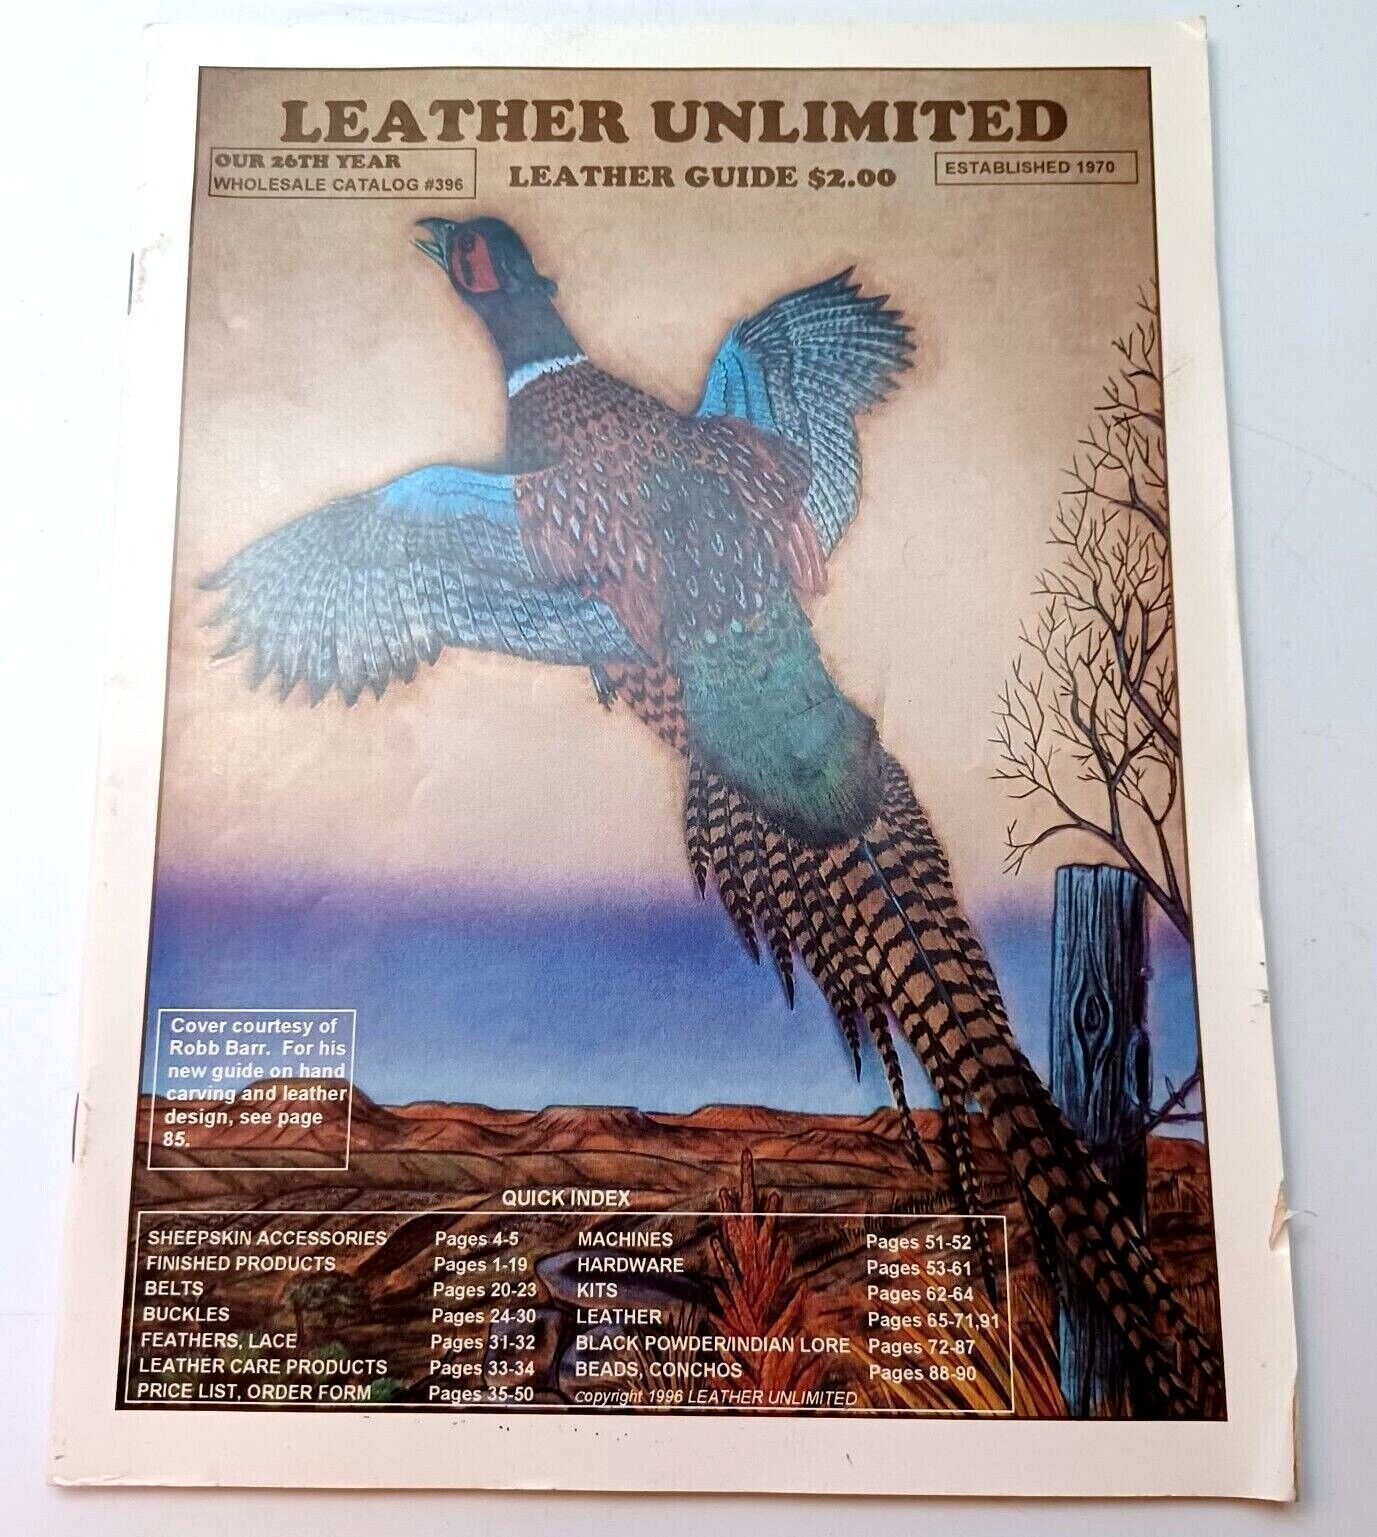 LEATHER UNLIMITED
OUR 26TH YEAR
WHOLESALE CATALOG #396
LEATHER GUIDE $2.00
ESTABLISHED 1970
Cover courtesy of
Robb Barr. For his
new guide on hand
carving and leather
design, see page
85.
QUICK INDEX
SHEEPSKIN ACCESSORIES Pages 4-5
FINISHED PRODUCTS Pages 1-19
BELTS Pages 20-23
BUCKLES Pages 24-30
FEATHERS, LACE Pages 31-32
LEATHER CARE PRODUCTS Pages 33-34
PRICE LIST, ORDER FORM Pages 35-50
MACHINES Pages 51-52
HARDWARE Pages 53-61
KITS Pages 62-64
LEATHER Pages 65-71,91
BLACK POWDER/INDIAN LORE Pages 72-87
BEADS, CONCHOS Pages 88-90
copyright 1996 LEATHER UNLIMITED